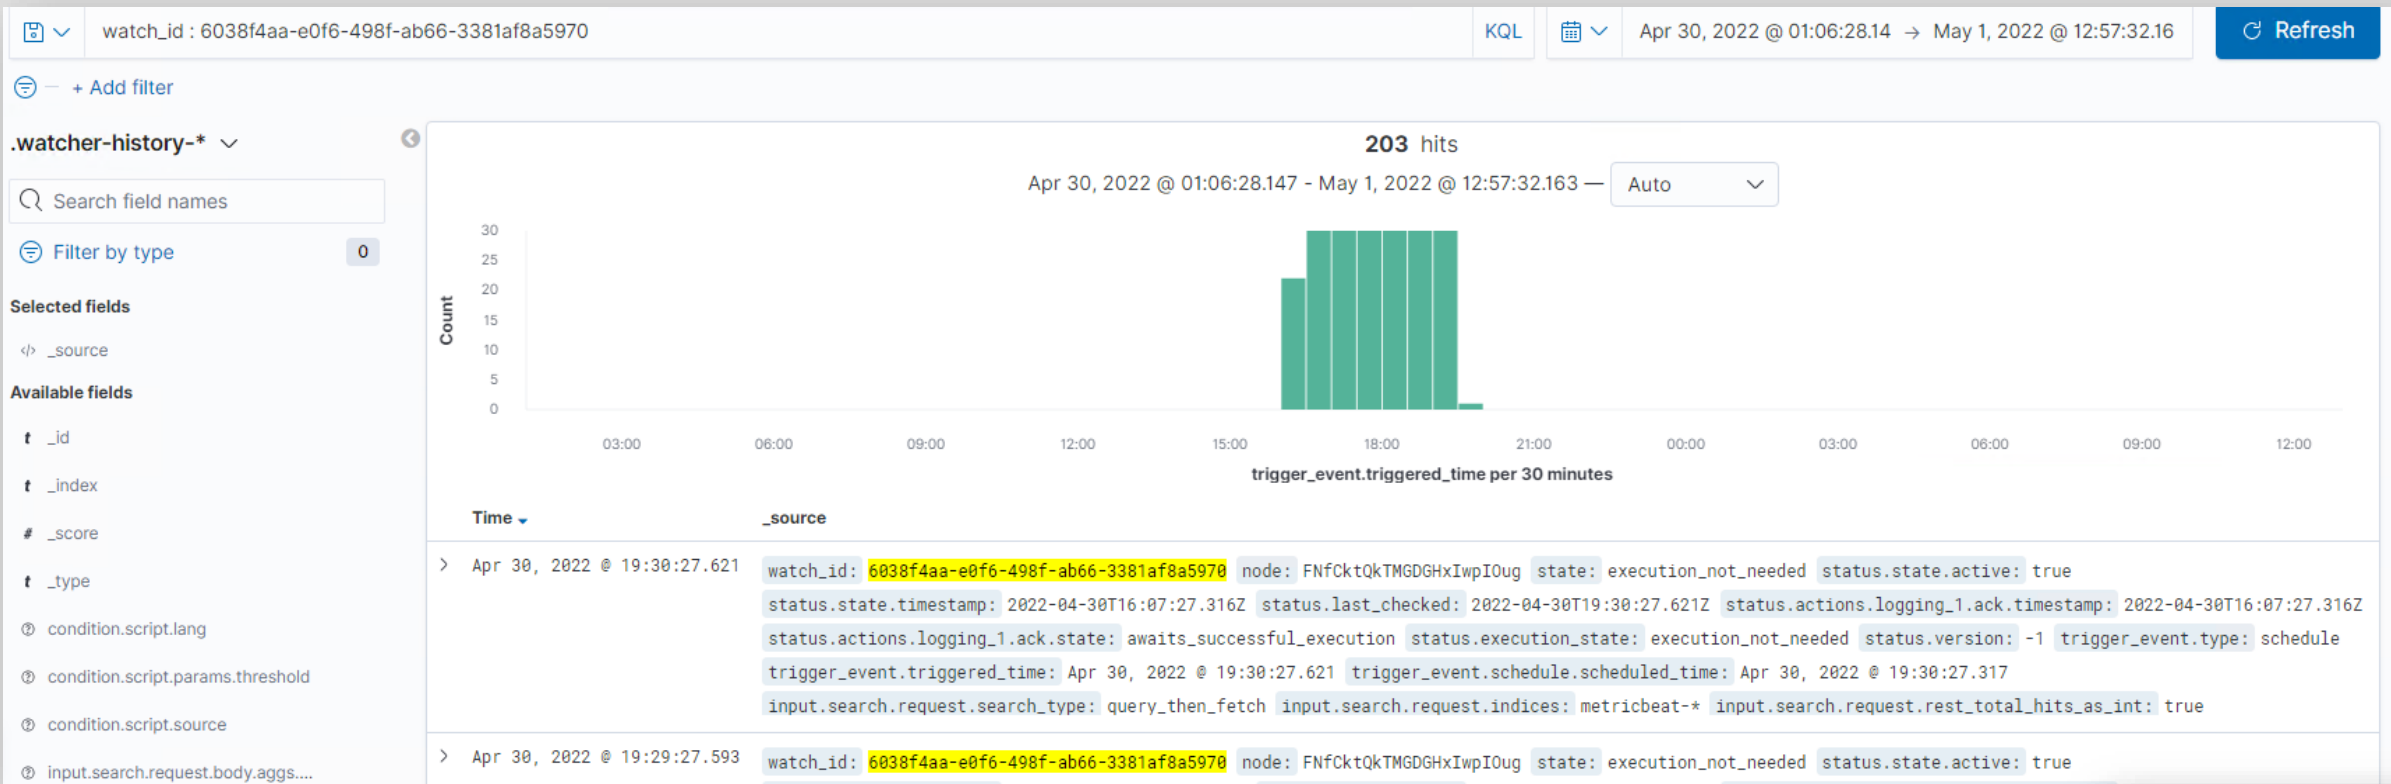 watch_id : 6038f4aa-e0f6-498f-ab66-3381af8a5970 KQL Apr 30, 2022 @ 01:06:28.14 → May 1, 2022 @ 12:57:32.16 Refresh
+ Add filter
.watcher-history-*
Search field names
Filter by type 0
Selected fields
</> _source
Available fields
t _id
t _index
# _score
t _type
condition.script.lang
condition.script.params.threshold
condition.script.source
input.search.request.body.aggs....
203 hits
Apr 30, 2022 @ 01:06:28.147 - May 1, 2022 @ 12:57:32.163 — Auto
Count
30
25
20
15
10
5
0
03:00 06:00 09:00 12:00 15:00 18:00 21:00 00:00 03:00 06:00 09:00 12:00
trigger_event.triggered_time per 30 minutes
Time _source
Apr 30, 2022 @ 19:30:27.621 watch_id: 6038f4aa-e0f6-498f-ab66-3381af8a5970 node: FNfCktQkTMGDGHxIwpIOug state: execution_not_needed status.state.active: true
status.state.timestamp: 2022-04-30T16:07:27.316Z status.last_checked: 2022-04-30T19:30:27.621Z status.actions.logging_1.ack.timestamp: 2022-04-30T16:07:27.316Z
status.actions.logging_1.ack.state: awaits_successful_execution status.execution_state: execution_not_needed status.version: -1 trigger_event.type: schedule
trigger_event.triggered_time: Apr 30, 2022 @ 19:30:27.621 trigger_event.schedule.scheduled_time: Apr 30, 2022 @ 19:30:27.317
input.search.request.search_type: query_then_fetch input.search.request.indices: metricbeat-* input.search.request.rest_total_hits_as_int: true
Apr 30, 2022 @ 19:29:27.593 watch_id: 6038f4aa-e0f6-498f-ab66-3381af8a5970 node: FNfCktQkTMGDGHxIwpIOug state: execution_not_needed status.state.active: true